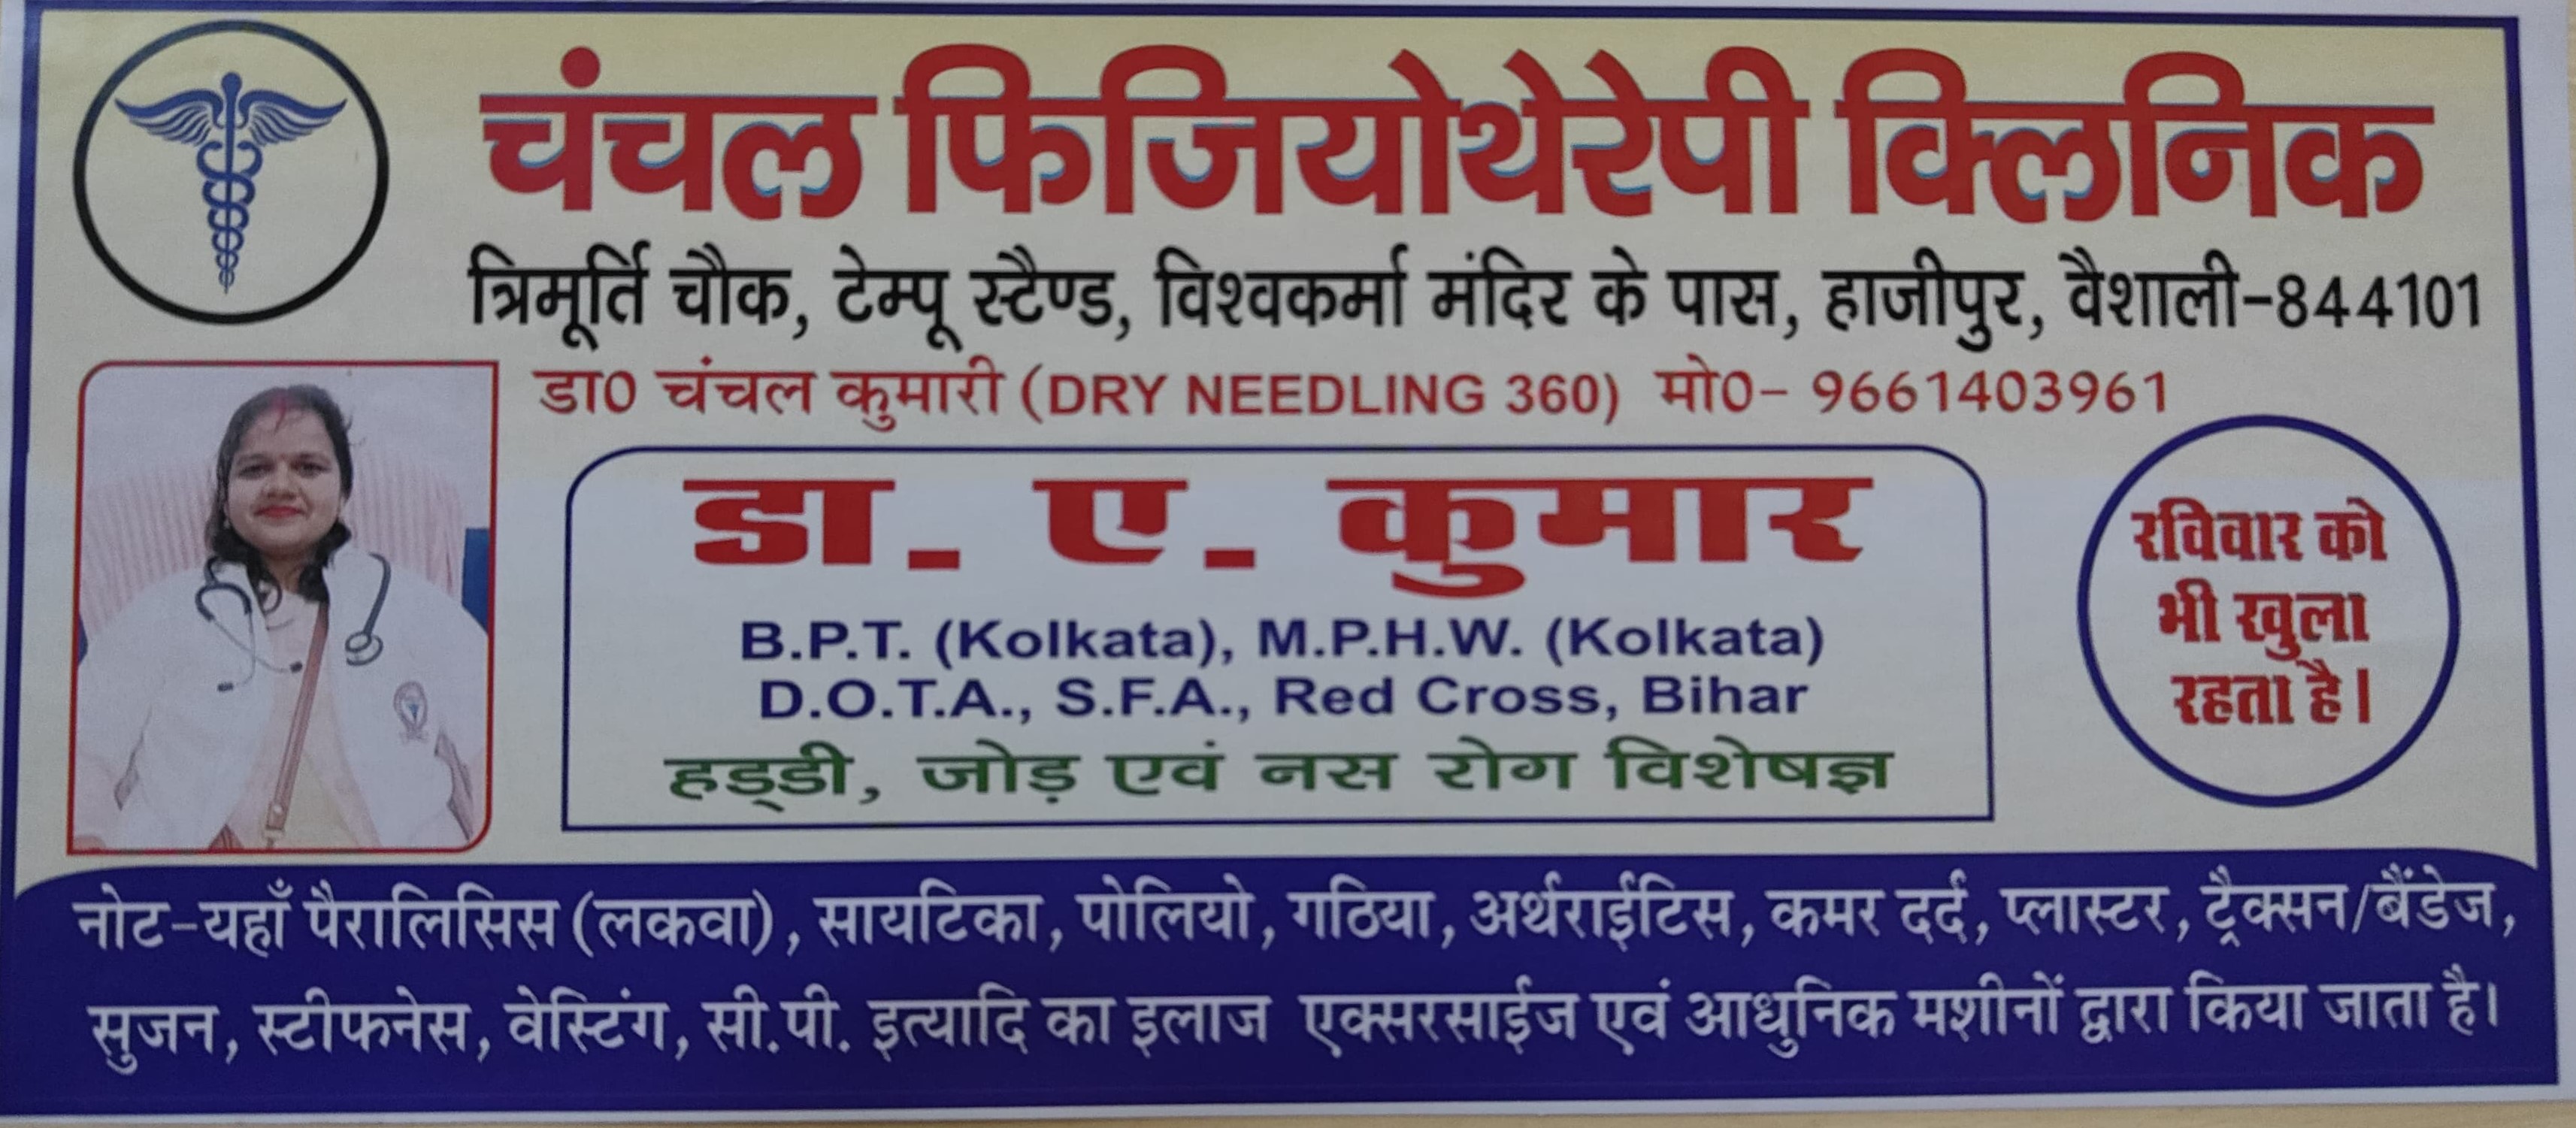 चंचल फिजियोथेरेपी क्लिनिक
त्रिमूर्ति चौक, टेम्पू स्टैण्ड, विश्वकर्मा मंदिर के पास, हाजीपुर, वैशाली-844101
डा0 चंचल कुमारी (DRY NEEDLING 360) मो0- 9661403961
डा. ए. कुमार
B.P.T. (Kolkata), M.P.H.W. (Kolkata)
D.O.T.A., S.F.A., Red Cross, Bihar
हड्डी, जोड़ एवं नस रोग विशेषज्ञ
रविवार को
भी खुला
रहता है।
नोट-यहाँ पैरालिसिस (लकवा), सायटिका, पोलियो, गठिया, अर्थराईटिस, कमर दर्द, प्लास्टर, ट्रैक्सन/बैंडेज,
सुजन, स्टीफनेस, वेस्टिंग, सी.पी. इत्यादि का इलाज एक्सरसाईज एवं आधुनिक मशीनों द्वारा किया जाता है।